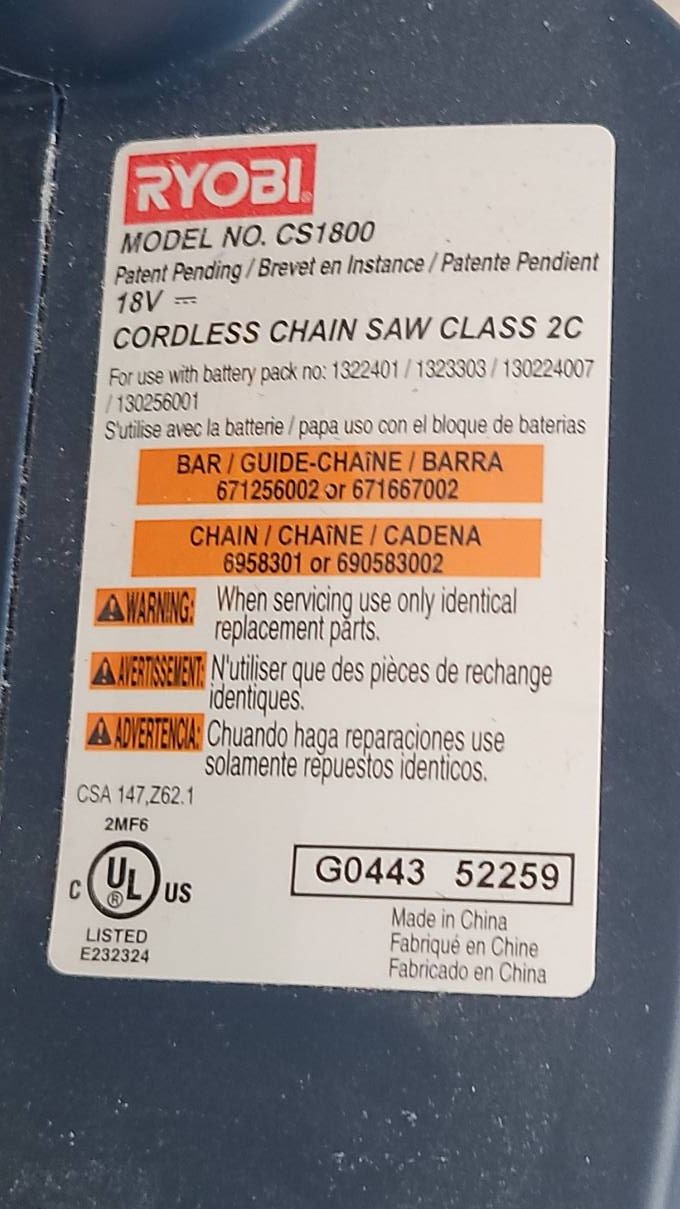 RYOBI®
MODEL NO. CS1800
Patent Pending / Brevet en Instance / Patente Pendient
18V ⎓
CORDLESS CHAIN SAW CLASS 2C
For use with battery pack no: 1322401 / 1323303 / 130224007
/ 130256001
S'utilise avec la batterie / papa uso con el bloque de baterias
BAR / GUIDE-CHAîNE / BARRA
671256002 or 671667002
CHAIN / CHAîNE / CADENA
6958301 or 690583002
⚠WARNING: When servicing use only identical
replacement parts.
⚠AVERTISSEMENT: N'utiliser que des pièces de rechange
identiques.
⚠ADVERTENCIA: Chuando haga reparaciones use
solamente repuestos identicos.
CSA 147,Z62.1
2MF6
C UL® US
LISTED
E232324
G0443 52259
Made in China
Fabriqué en Chine
Fabricado en China